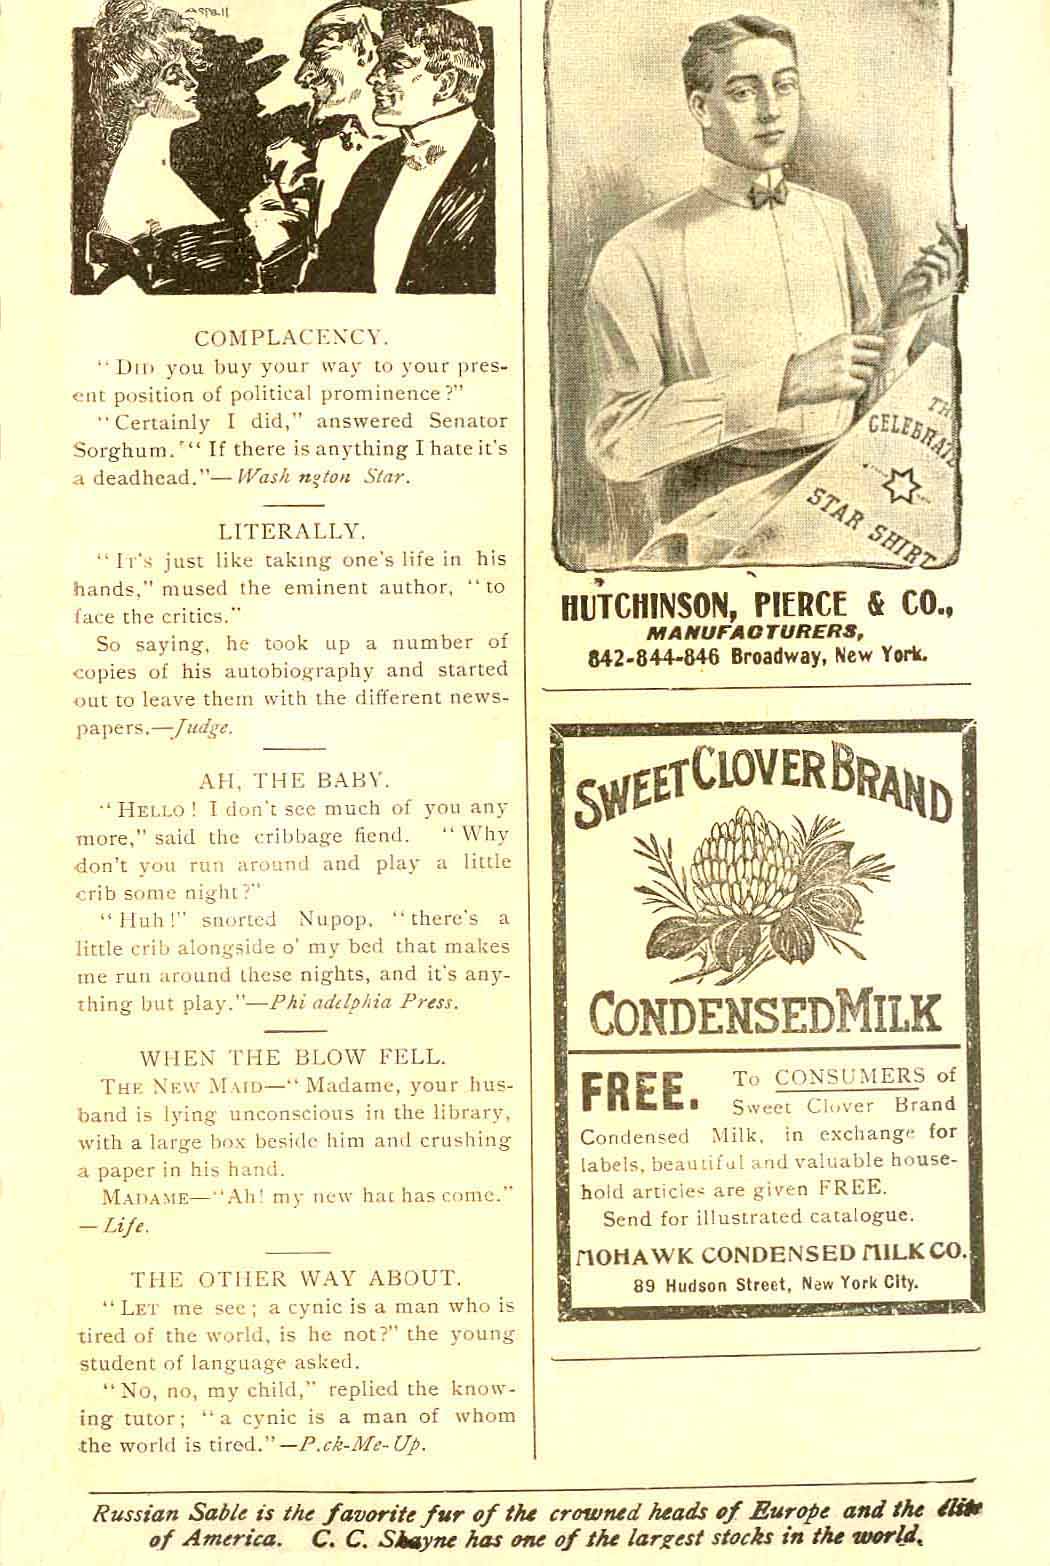 COMPLACENCY.
"DID you buy your way to your pres-
ent position of political prominence?"
"Certainly I did," answered Senator
Sorghum. "If there is anything I hate it's
a deadhead."—Wash ngton Star.
LITERALLY.
"IT'S just like taking one's life in his
hands," mused the eminent author, "to
face the critics."
So saying, he took up a number of
copies of his autobiography and started
out to leave them with the different news-
papers.—Judge.
AH, THE BABY.
"HELLO! I don't see much of you any
more," said the cribbage fiend. "Why
don't you run around and play a little
crib some night?"
"Huh!" snorted Nupop, "there's a
little crib alongside o' my bed that makes
me run around these nights, and it's any-
thing but play."—Phi adelphia Press.
WHEN THE BLOW FELL.
THE NEW MAID—"Madame, your hus-
band is lying unconscious in the library,
with a large box beside him and crushing
a paper in his hand.
MADAME—"Ah! my new hat has come."
—Life.
THE OTHER WAY ABOUT.
"LET me see; a cynic is a man who is
tired of the world, is he not?" the young
student of language asked.
"No, no, my child," replied the know-
ing tutor; "a cynic is a man of whom
the world is tired."—P.ck-Me-Up.
THE
CELEBRATE
STAR SHIRT
HUTCHINSON, PIERCE & CO.,
MANUFACTURERS,
842-844-846 Broadway, New York.
SWEET CLOVER BRAND
CONDENSED MILK
FREE. To CONSUMERS of
Sweet Clover Brand
Condensed Milk, in exchange for
labels, beautiful and valuable house-
hold articles are given FREE.
Send for illustrated catalogue.
MOHAWK CONDENSED MILK CO.
89 Hudson Street, New York City.
Russian Sable is the favorite fur of the crowned heads of Europe and the élite
of America. C. C. Shayne has one of the largest stocks in the world.